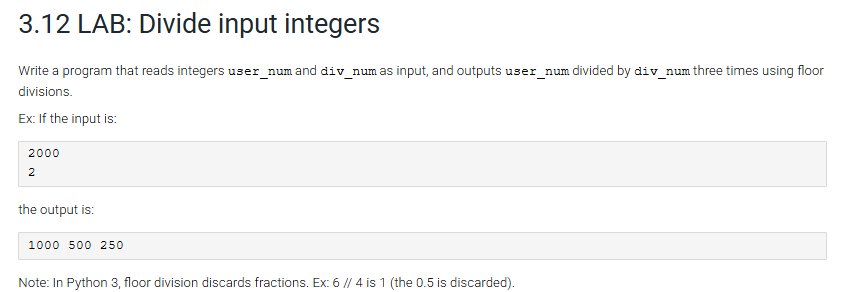 3.12 LAB: Divide input integers
Write a program that reads integers user_num and div_num as input, and outputs user_num divided by div_num three times using floor
divisions.
Ex: If the input is:
2000
2
the output is:
1000 500 250
Note: In Python 3, floor division discards fractions. Ex: 6 // 4 is 1 (the 0.5 is discarded).